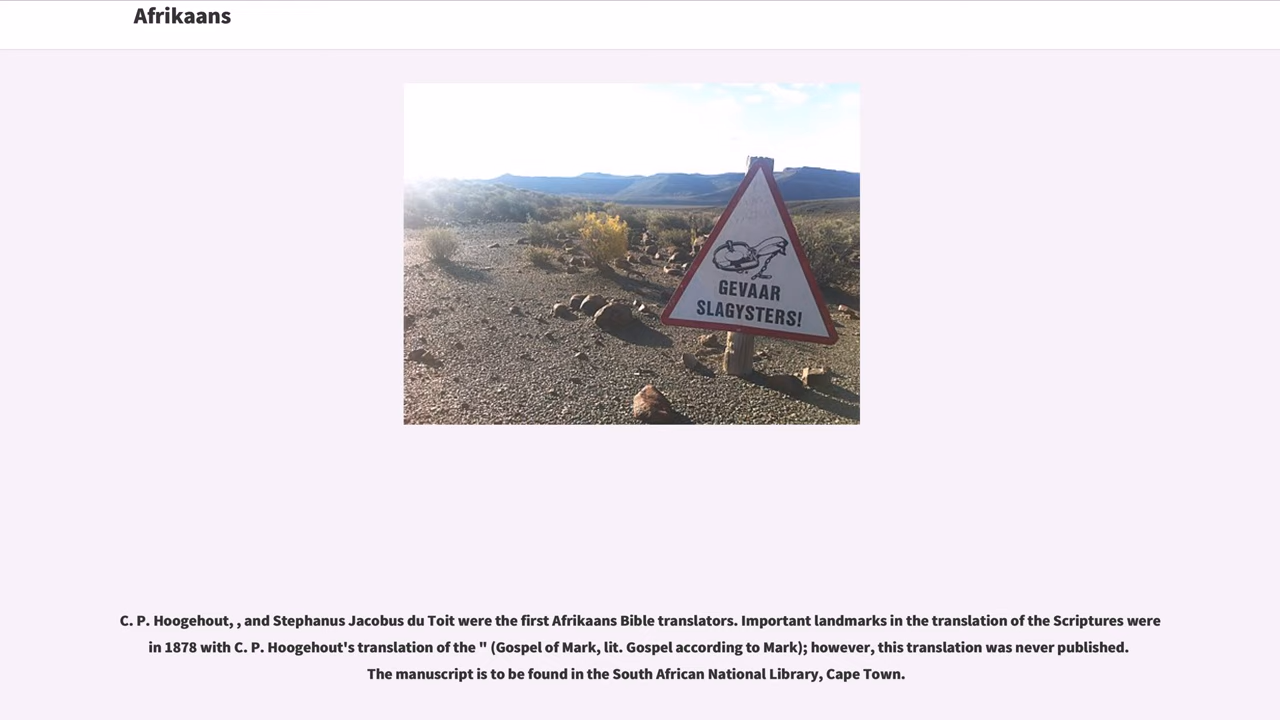 Afrikaans
GEVAAR
SLAGYSTERS!
C. P. Hoogehout, , and Stephanus Jacobus du Toit were the first Afrikaans Bible translators. Important landmarks in the translation of the Scriptures were
in 1878 with C. P. Hoogehout's translation of the " (Gospel of Mark, lit. Gospel according to Mark); however, this translation was never published.
The manuscript is to be found in the South African National Library, Cape Town.